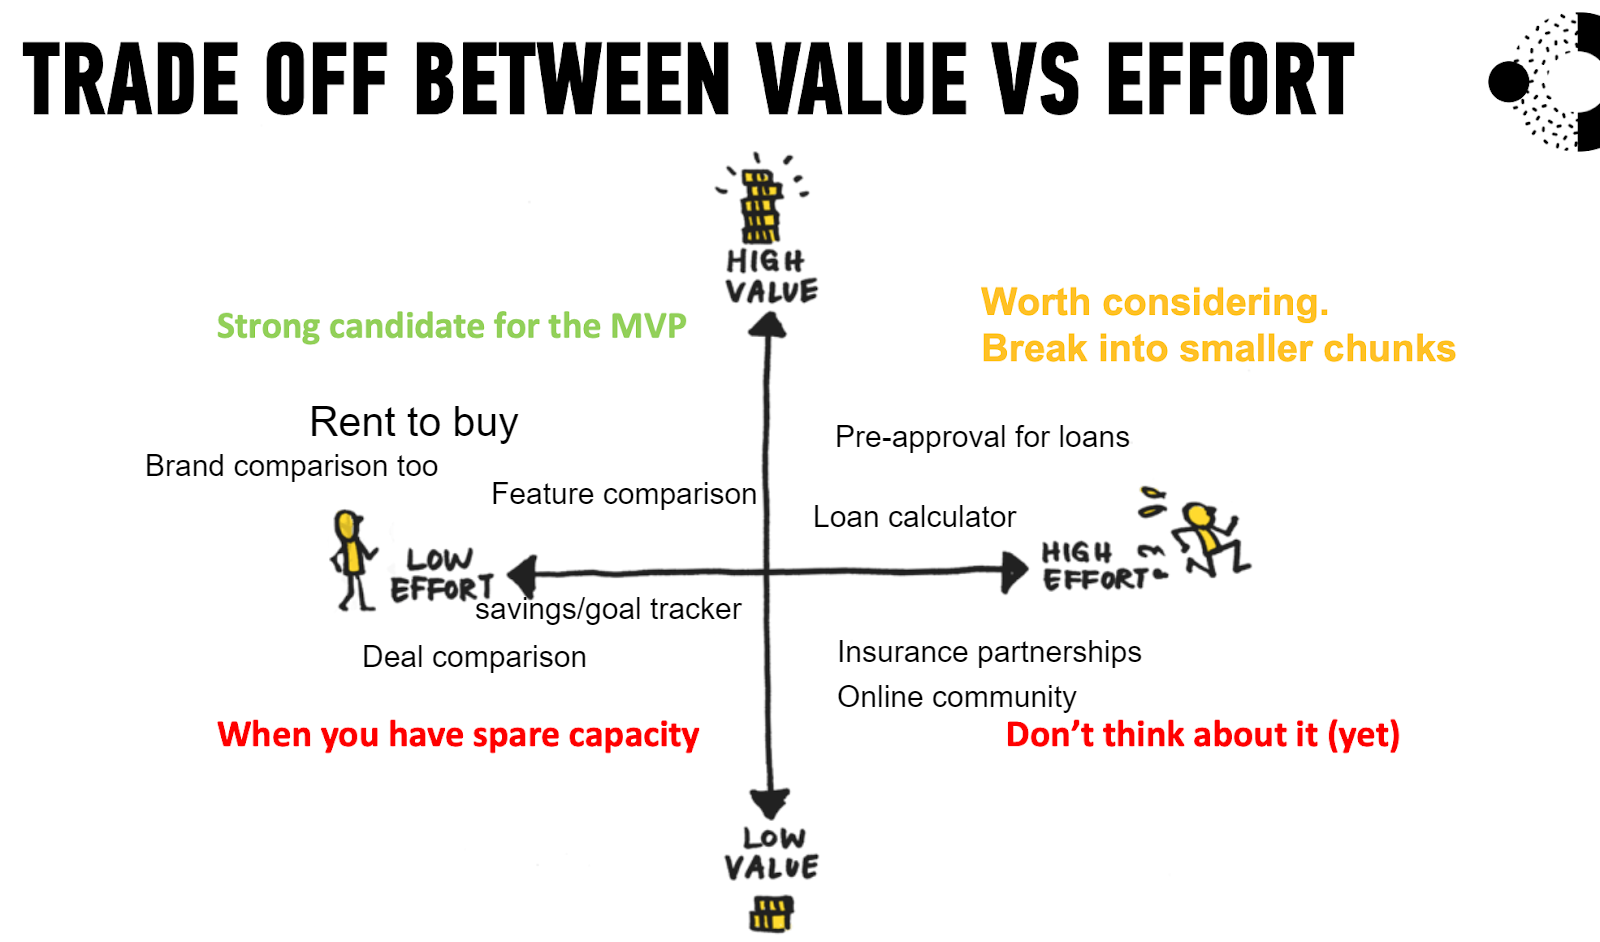 TRADE OFF BETWEEN VALUE VS EFFORT
HIGH
VALUE
Strong candidate for the MVP
Worth considering.
Break into smaller chunks
Rent to buy
Brand comparison too
Feature comparison
Pre-approval for loans
Loan calculator
LOW
EFFORT
HIGH
EFFORT
savings/goal tracker
Deal comparison
Insurance partnerships
Online community
When you have spare capacity
Don’t think about it (yet)
LOW
VALUE